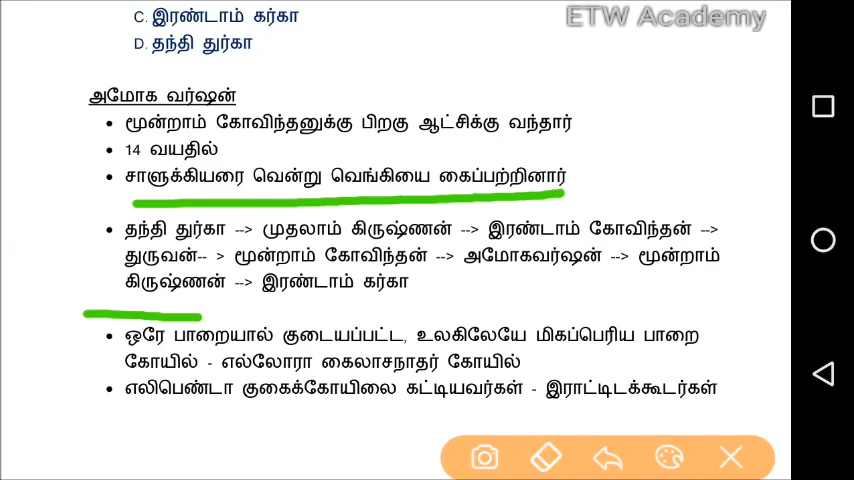 C. இரண்டாம் கர்கா
ETW Academy
D. தந்தி துர்கா
அமோக வர்ஷன்
• மூன்றாம் கோவிந்தனுக்கு பிறகு ஆட்சிக்கு வந்தார்
• 14 வயதில்
• சாளுக்கியரை வென்று வெங்கியை கைப்பற்றினார்
• தந்தி துர்கா --> முதலாம் கிருஷ்ணன் --> இரண்டாம் கோவிந்தன் -->
துருவன்-- > மூன்றாம் கோவிந்தன் --> அமோகவர்ஷன் --> மூன்றாம்
கிருஷ்ணன் --> இரண்டாம் கர்கா
• ஒரே பாறையால் குடையப்பட்ட, உலகிலேயே மிகப்பெரிய பாறை
கோயில் - எல்லோரா கைலாசநாதர் கோயில்
• எலிபெண்டா குகைக்கோயிலை கட்டியவர்கள் - இராட்டிடக்கூடர்கள்